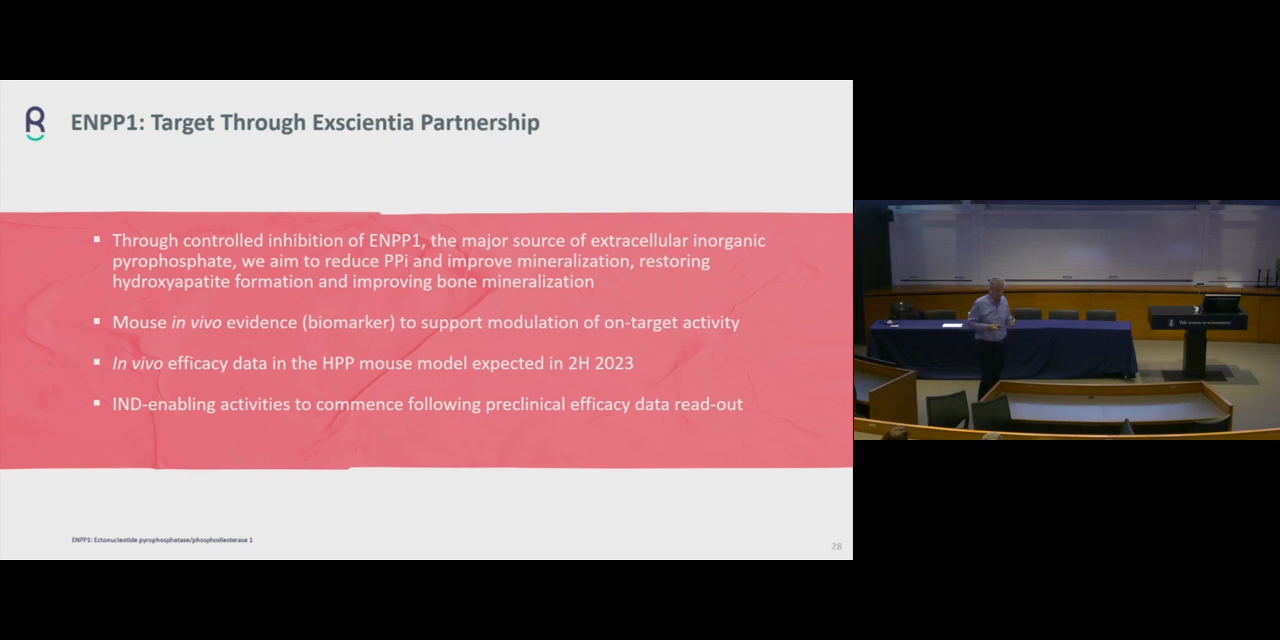 ENPP1: Target Through Exscientia Partnership
▪ Through controlled inhibition of ENPP1, the major source of extracellular inorganic
pyrophosphate, we aim to reduce PPi and improve mineralization, restoring
hydroxyapatite formation and improving bone mineralization
▪ Mouse in vivo evidence (biomarker) to support modulation of on-target activity
▪ In vivo efficacy data in the HPP mouse model expected in 2H 2023
▪ IND-enabling activities to commence following preclinical efficacy data read-out
ENPP1: Ectonucleotide pyrophosphatase/phosphodiesterase 1
28